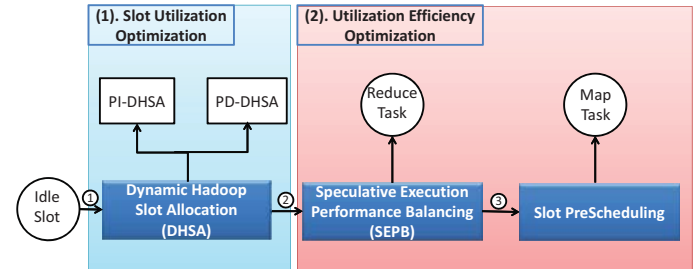 (1). Slot Utilization
Optimization
(2). Utilization Efficiency
Optimization
PI-DHSA
PD-DHSA
Reduce
Task
Map
Task
Idle
Slot
1
Dynamic Hadoop
Slot Allocation
(DHSA)
2
Speculative Execution
Performance Balancing
(SEPB)
3
Slot PreScheduling